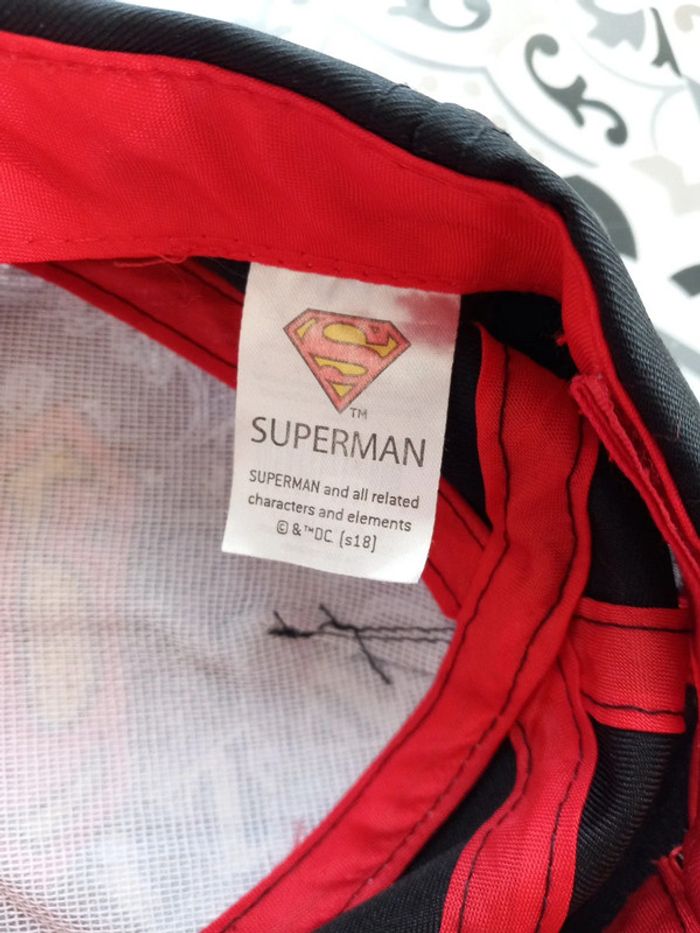 S
™
SUPERMAN
SUPERMAN and all related
characters and elements
© & ™DC. (s18)